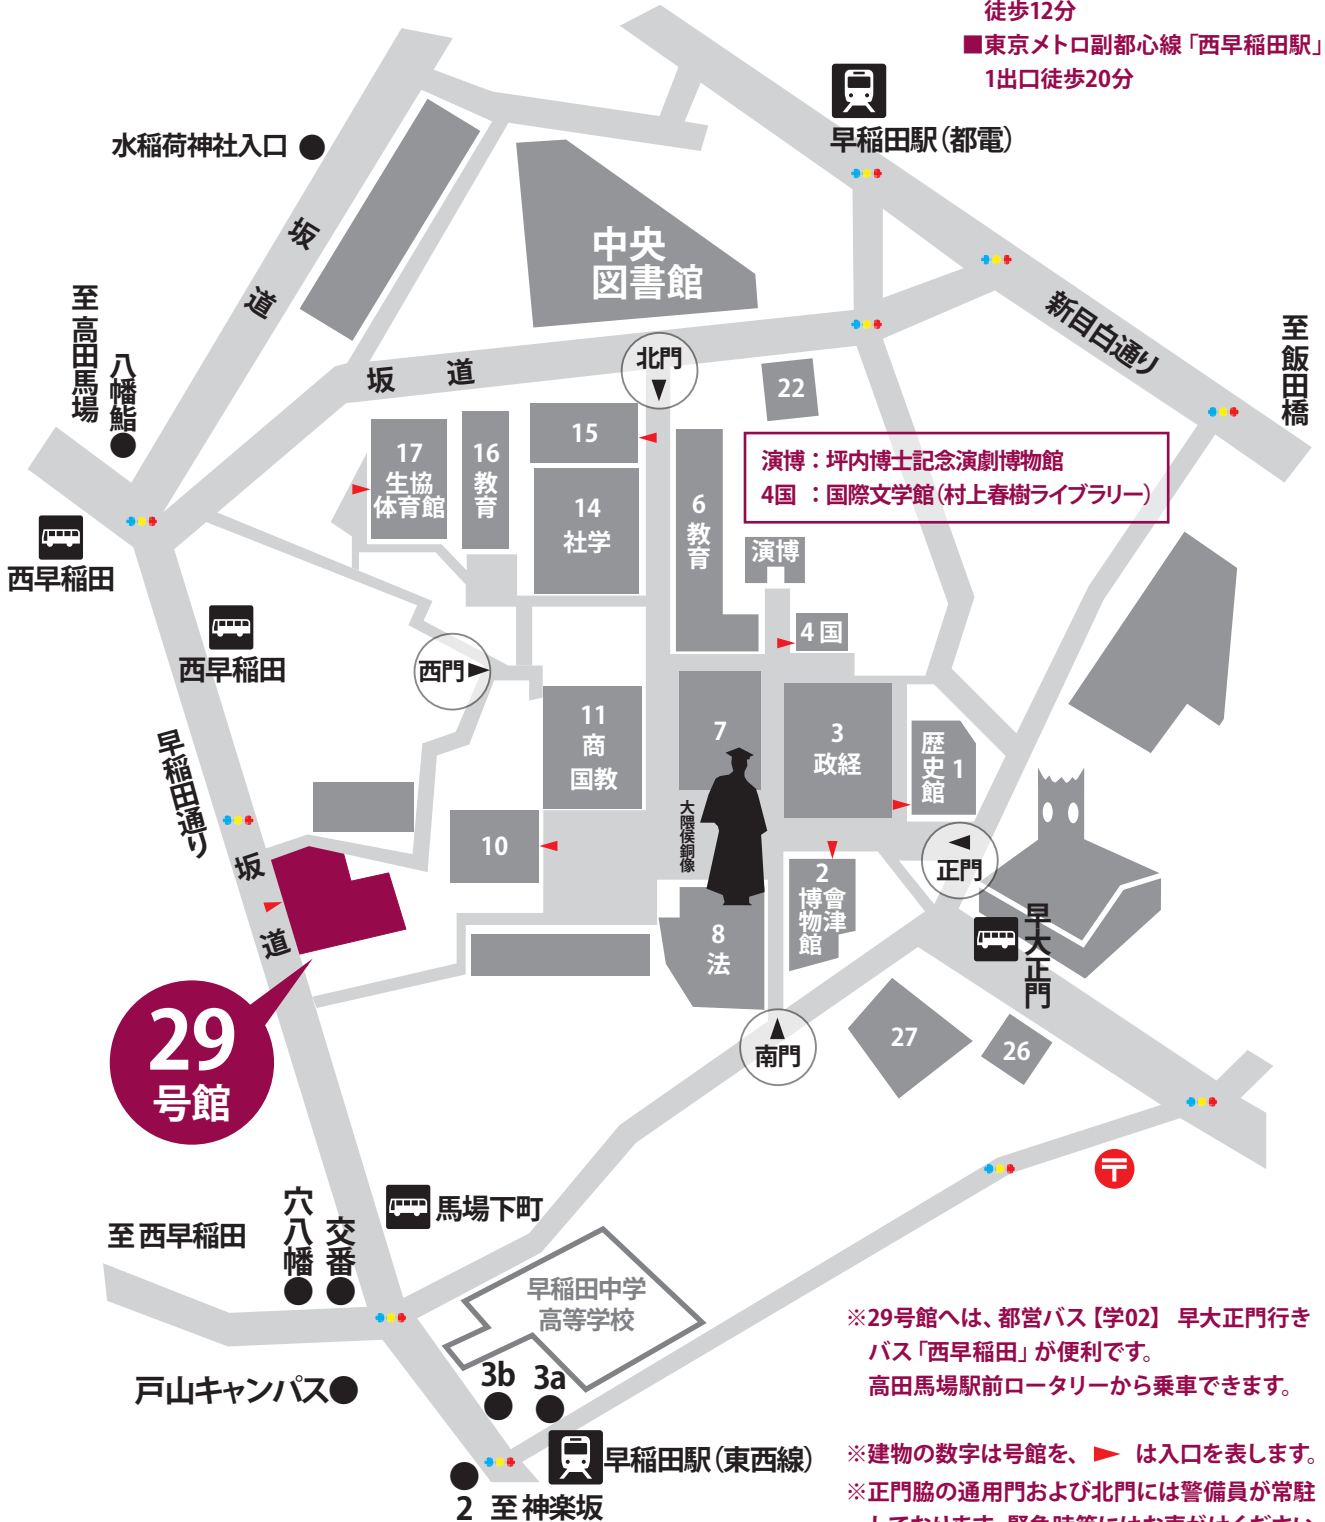 徒歩12分
■東京メトロ副都心線「西早稲田駅」
1出口徒歩20分
早稲田駅（都電）
水稲荷神社入口
坂
道
中央
図書館
新目白通り
至飯田橋
至高田馬場
八幡鮨
北門
坂 道
22
15
17
生協
体育館
16
教育
14
社学
6
教育
演博：坪内博士記念演劇博物館
4国 ：国際文学館（村上春樹ライブラリー）
演博
4 国
西早稲田
西早稲田
西門
11
商
国教
7
3
政経
歴史館
1
早稲田通り
大隈侯銅像
10
坂
道
正門
2
會津
博物館
8
法
早大正門
29
号館
南門
27
26
馬場下町
穴八幡
交番
至 西早稲田
早稲田中学
高等学校
戸山キャンパス
3b
3a
早稲田駅（東西線）
2 至 神楽坂
※29号館へは、都営バス【学02】 早大正門行き
バス「西早稲田」が便利です。
高田馬場駅前ロータリーから乗車できます。
※建物の数字は号館を、 は入口を表します。
※正門脇の通用門および北門には警備員が常駐